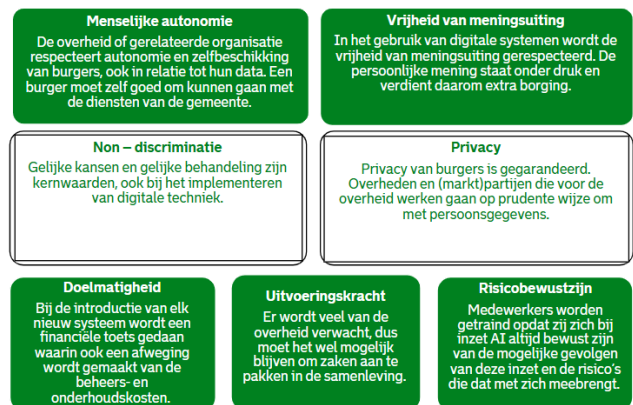 Menselijke autonomie
De overheid of gerelateerde organisatie
respecteert autonomie en zelfbeschikking
van burgers, ook in relatie tot hun data. Een
burger moet zelf goed om kunnen gaan met
de diensten van de gemeente.
Vrijheid van meningsuiting
In het gebruik van digitale systemen wordt de
vrijheid van meningsuiting gerespecteerd. De
persoonlijke mening staat onder druk en
verdient daarom extra borging.
Non – discriminatie
Gelijke kansen en gelijke behandeling zijn
kernwaarden, ook bij het implementeren
van digitale techniek.
Privacy
Privacy van burgers is gegarandeerd.
Overheden en (markt)partijen die voor de
overheid werken gaan op prudente wijze om
met persoonsgegevens.
Doelmatigheid
Bij de introductie van elk
nieuw systeem wordt een
financiële toets gedaan
waarin ook een afweging
wordt gemaakt van de
beheers- en
onderhoudskosten.
Uitvoeringskracht
Er wordt veel van de
overheid verwacht, dus
moet het wel mogelijk
blijven om zaken aan te
pakken in de samenleving.
Risicobewustzijn
Medewerkers worden
getraind opdat zij zich bij
inzet AI altijd bewust zijn
van de mogelijke gevolgen
van deze inzet en de risico's
die dat met zich meebrengt.